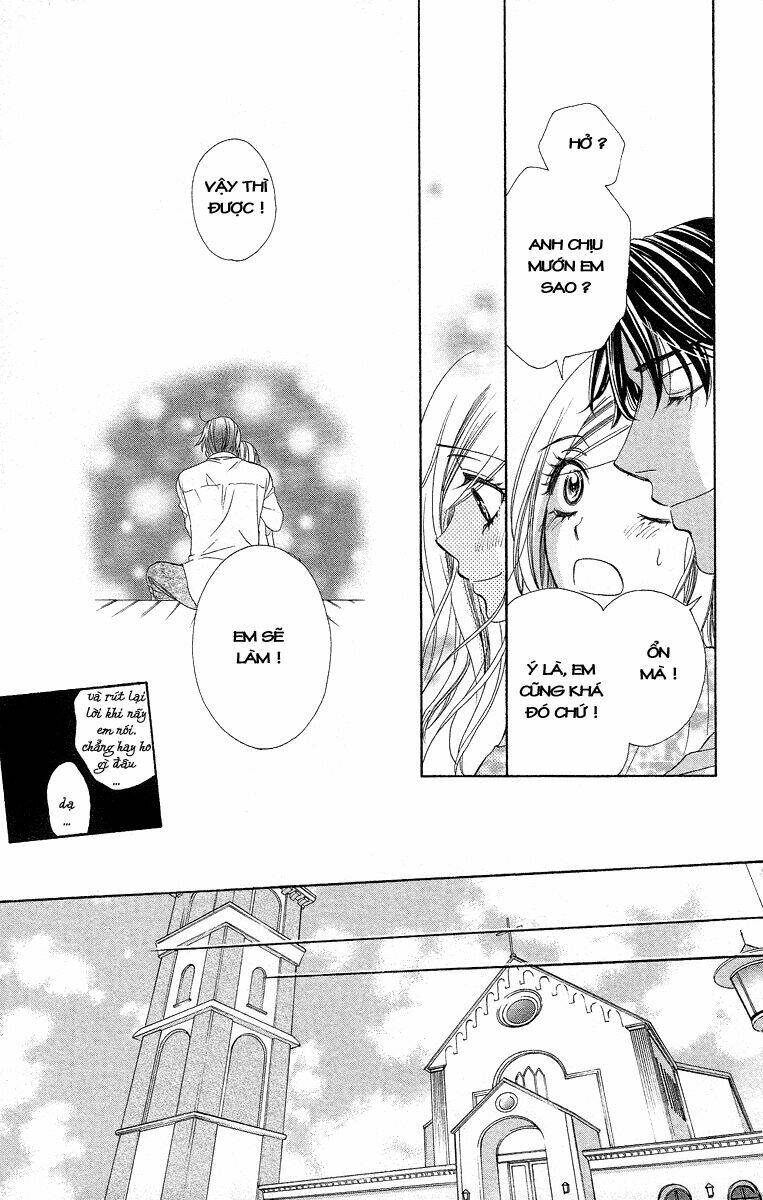 HỞ ?
ANH CHỊU
MƯỚN EM
SAO ?
ỔN
MÀ !
Ý LÀ, EM
CŨNG KHÁ
ĐÓ CHỨ !
VẬY THÌ
ĐƯỢC !
EM SẼ
LÀM !
và rút lại
lời khi nãy
em nói.
chẳng hay ho
gì đâu
...
dạ
...